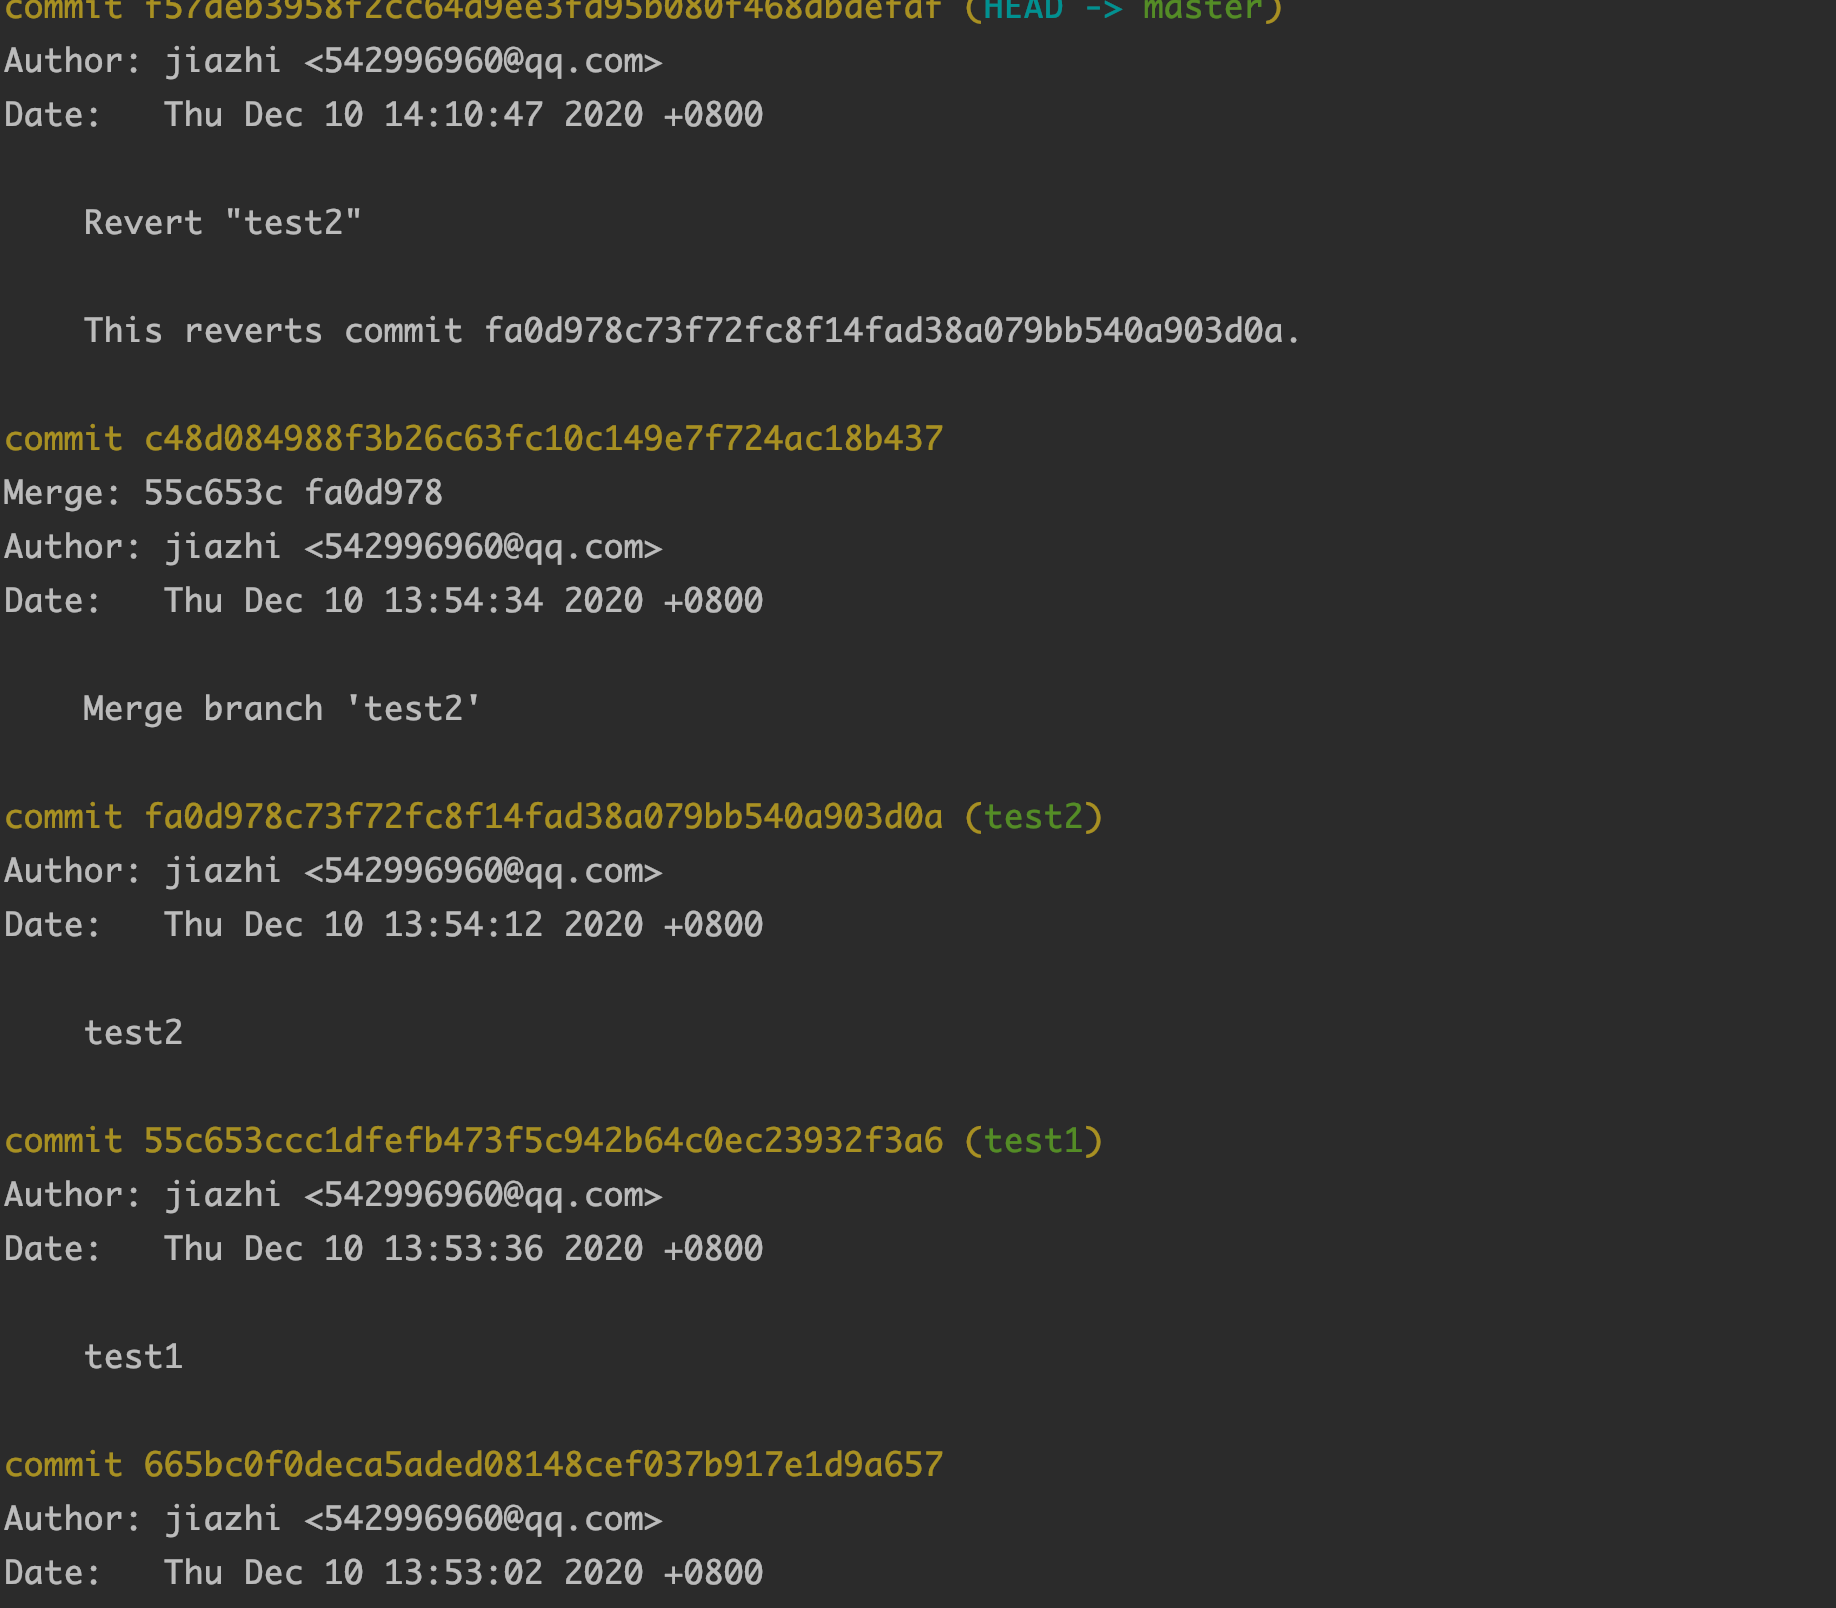 commit f57deb3958f2cc64d9ee3fd95b080f468dbaefdf (HEAD -> master)
Author: jiazhi <542996960@qq.com>
Date:   Thu Dec 10 14:10:47 2020 +0800
Revert "test2"
This reverts commit fa0d978c73f72fc8f14fad38a079bb540a903d0a.
commit c48d084988f3b26c63fc10c149e7f724ac18b437
Merge: 55c653c fa0d978
Author: jiazhi <542996960@qq.com>
Date:   Thu Dec 10 13:54:34 2020 +0800
Merge branch 'test2'
commit fa0d978c73f72fc8f14fad38a079bb540a903d0a (test2)
Author: jiazhi <542996960@qq.com>
Date:   Thu Dec 10 13:54:12 2020 +0800
test2
commit 55c653ccc1dfefb473f5c942b64c0ec23932f3a6 (test1)
Author: jiazhi <542996960@qq.com>
Date:   Thu Dec 10 13:53:36 2020 +0800
test1
commit 665bc0f0deca5aded08148cef037b917e1d9a657
Author: jiazhi <542996960@qq.com>
Date:   Thu Dec 10 13:53:02 2020 +0800